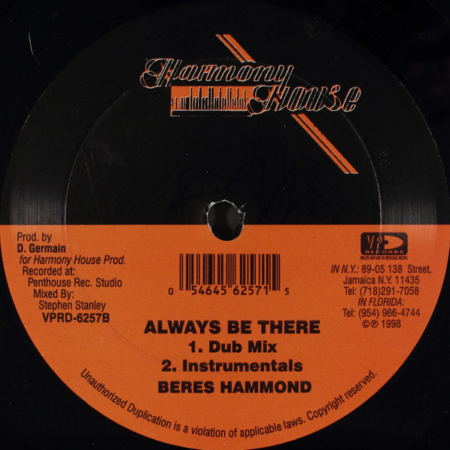 Harmony
House
Prod. by
D. Germain
for Harmony House Prod.
Recorded at:
Penthouse Rec. Studio
Mixed By:
Stephen Stanley
VPRD-6257B
VP
RECORDS
IN N.Y.: 89-05 138 Street,
Jamaica N.Y. 11435
Tel: (718)291-7058
IN FLORIDA:
Tel: (954) 966-4744
©℗ 1998
0 54645 62571 5
ALWAYS BE THERE
1. Dub Mix
2. Instrumentals
BERES HAMMOND
Unauthorized Duplication is a violation of applicable laws. Copyright reserved.